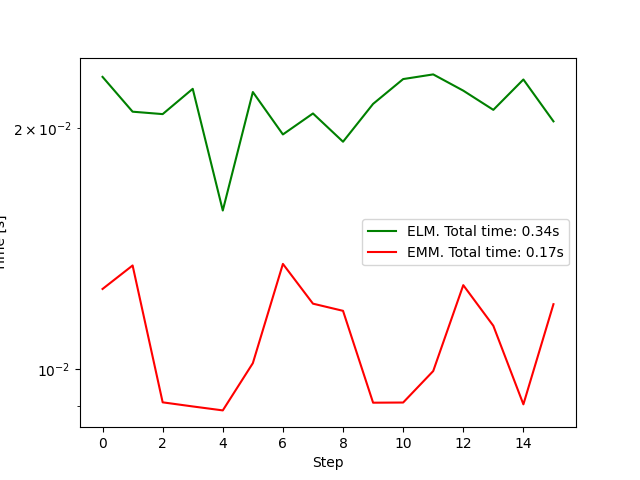 2 × 10⁻²
10⁻²
Time [s]
ELM. Total time: 0.34s
EMM. Total time: 0.17s
0 2 4 6 8 10 12 14
Step